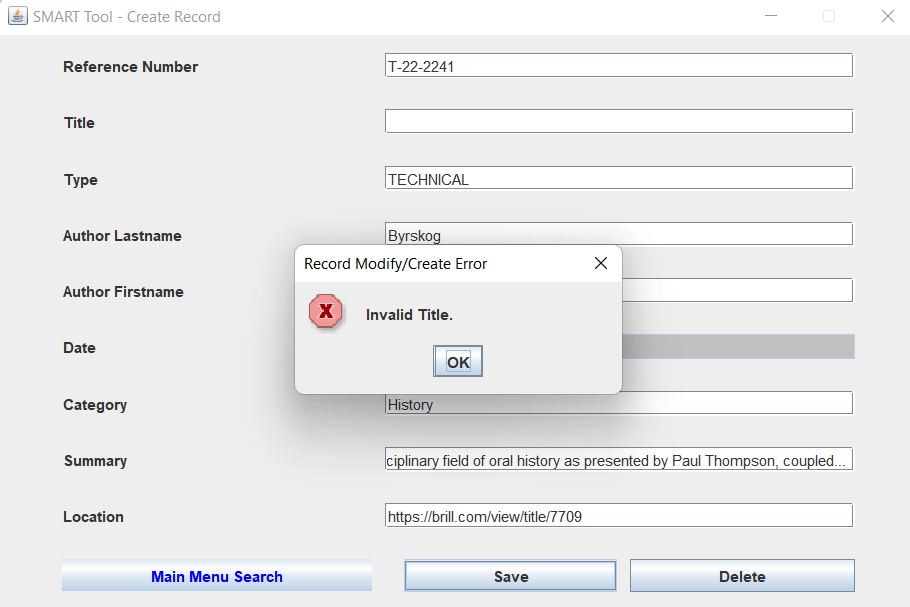 SMART Tool - Create Record
Reference Number T-22-2241
Title
Type TECHNICAL
Author Lastname Byrskog
Record Modify/Create Error
Author Firstname
Invalid Title.
Date
OK
Category History
Summary ciplinary field of oral history as presented by Paul Thompson, coupled...
Location https://brill.com/view/title/7709
Main Menu Search Save Delete